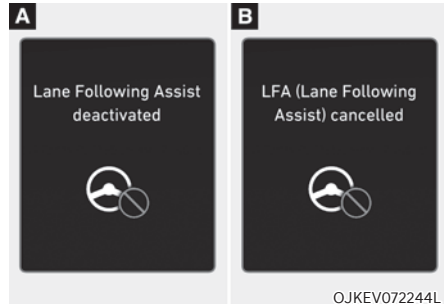 A
Lane Following Assist
deactivated
B
LFA (Lane Following
Assist) cancelled
OJKEV072244L